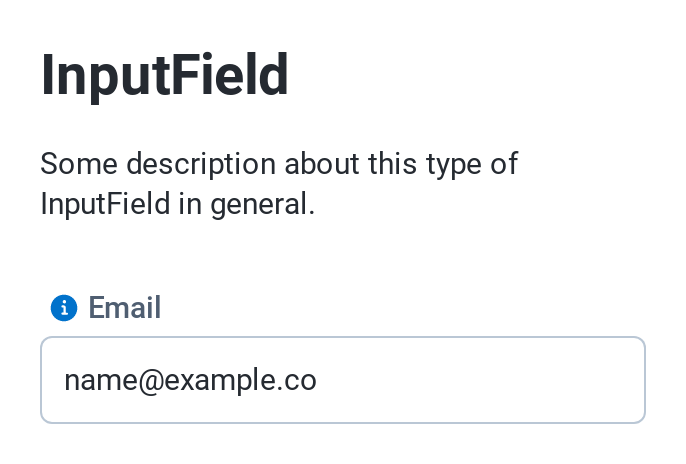 InputField
Some description about this type of
InputField in general.
Email
name@example.co